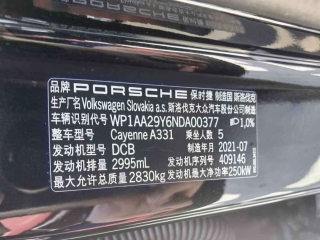 品牌 PORSCHE 保时捷 制造国 斯洛伐克
生产厂名 Volkswagen Slovakia a.s. 斯洛伐克大众汽车股份公司制造
车辆识别代号 WP1AA29Y6NDA00377 1,0%
整车型号 Cayenne A331 乘坐人数 5
发动机型号 DCB 制造年月 2021-07
发动机排量 2995mL 发动机号 409146
最大允许总质量 2830kg 发动机最大净功率 250kW